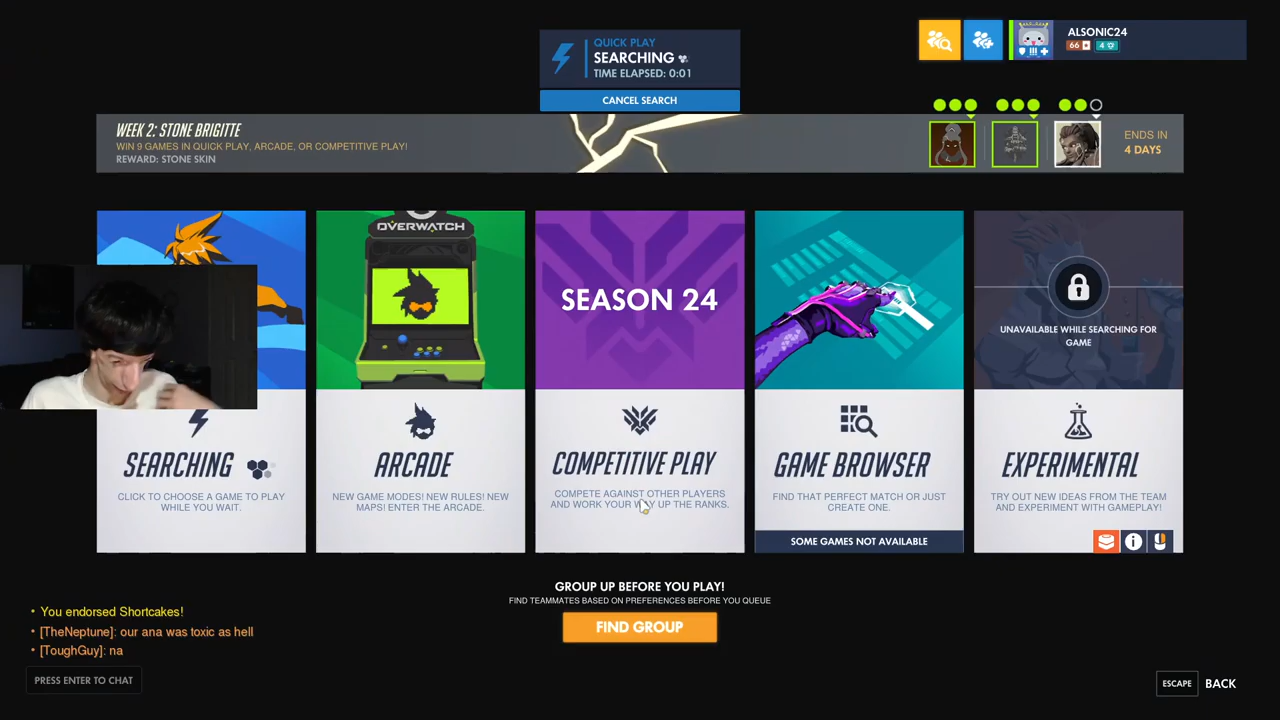 QUICK PLAY
SEARCHING
TIME ELAPSED: 0:01
CANCEL SEARCH
ALSONIC24
66 4
WEEK 2: STONE BRIGITTE
WIN 9 GAMES IN QUICK PLAY, ARCADE, OR COMPETITIVE PLAY!
REWARD: STONE SKIN
ENDS IN
4 DAYS
OVERWATCH
SEASON 24
UNAVAILABLE WHILE SEARCHING FOR
GAME
SEARCHING
CLICK TO CHOOSE A GAME TO PLAY
WHILE YOU WAIT.
ARCADE
NEW GAME MODES! NEW RULES! NEW
MAPS! ENTER THE ARCADE.
COMPETITIVE PLAY
COMPETE AGAINST OTHER PLAYERS
AND WORK YOUR WAY UP THE RANKS.
GAME BROWSER
FIND THAT PERFECT MATCH OR JUST
CREATE ONE.
SOME GAMES NOT AVAILABLE
EXPERIMENTAL
TRY OUT NEW IDEAS FROM THE TEAM
AND EXPERIMENT WITH GAMEPLAY!
GROUP UP BEFORE YOU PLAY!
FIND TEAMMATES BASED ON PREFERENCES BEFORE YOU QUEUE
FIND GROUP
• You endorsed Shortcakes!
• [TheNeptune]: our ana was toxic as hell
• [ToughGuy]: na
PRESS ENTER TO CHAT
ESCAPE BACK